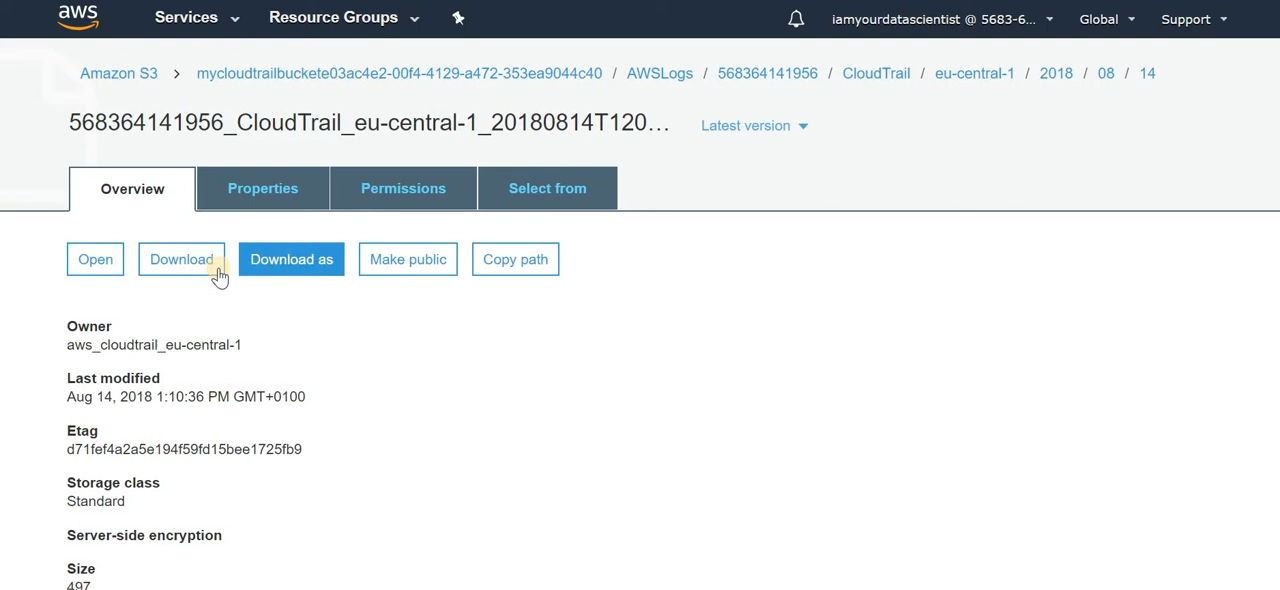 aws Services Resource Groups iamyourdatascientist @ 5683-6... Global Support
Amazon S3 > mycloudtrailbuckete03ac4e2-00f4-4129-a472-353ea9044c40 / AWSLogs / 568364141956 / CloudTrail / eu-central-1 / 2018 / 08 / 14
568364141956_CloudTrail_eu-central-1_20180814T120... Latest version
Overview Properties Permissions Select from
Open Download Download as Make public Copy path
Owner
aws_cloudtrail_eu-central-1
Last modified
Aug 14, 2018 1:10:36 PM GMT+0100
Etag
d71fef4a2a5e194f59fd15bee1725fb9
Storage class
Standard
Server-side encryption
Size
497